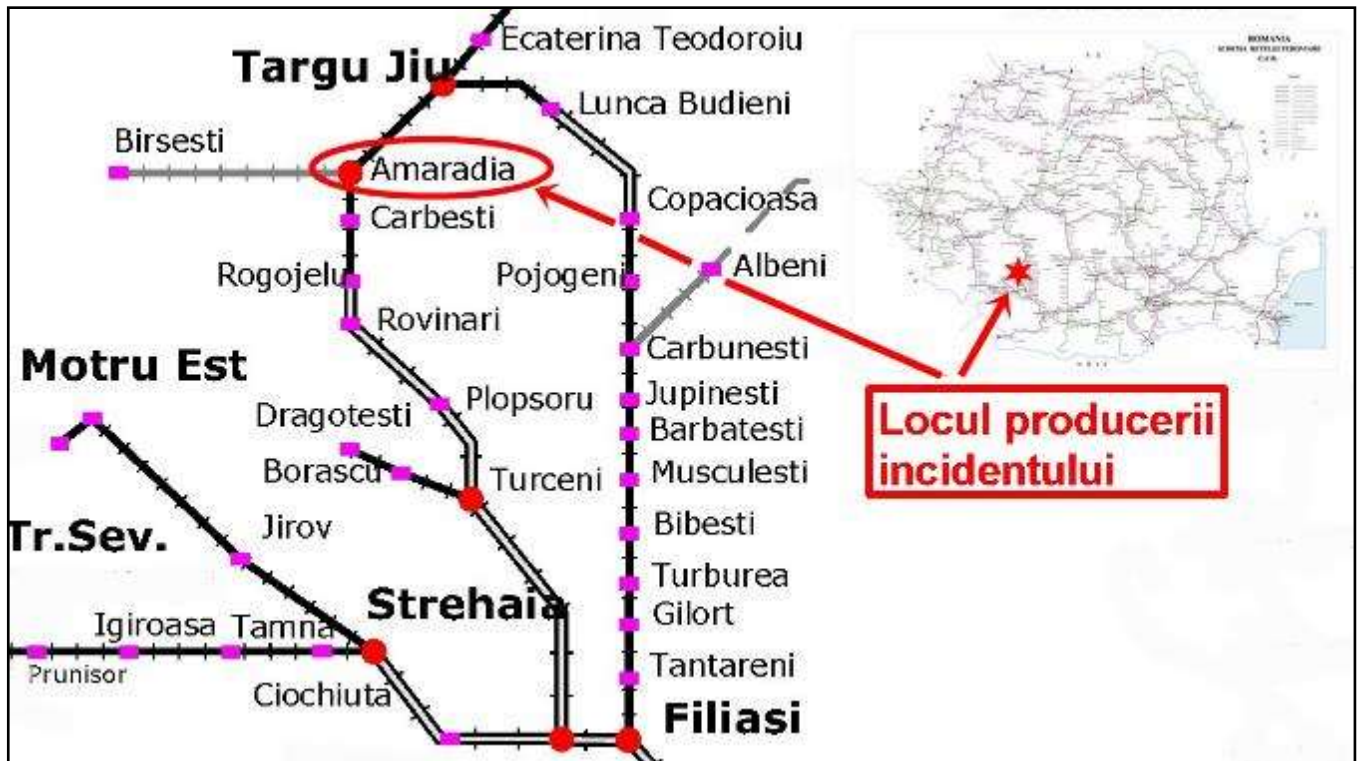 Ecaterina Teodoroiu
Targu Jiu
Lunca Budieni
Birsesti
Amaradia
Carbesti
Copacioasa
Rogojelu
Pojogeni
Albeni
Rovinari
Carbunesti
Motru Est
Plopsoru
Jupinesti
Dragotesti
Barbatesti
Borascu
Turceni
Musculesti
Jirov
Bibesti
Tr.Sev.
Turburea
Strehaia
Gilort
Igiroasa
Tamna
Prunisor
Tantareni
Ciochiuta
Filiasi
ROMANIA
Locul producerii
incidentului